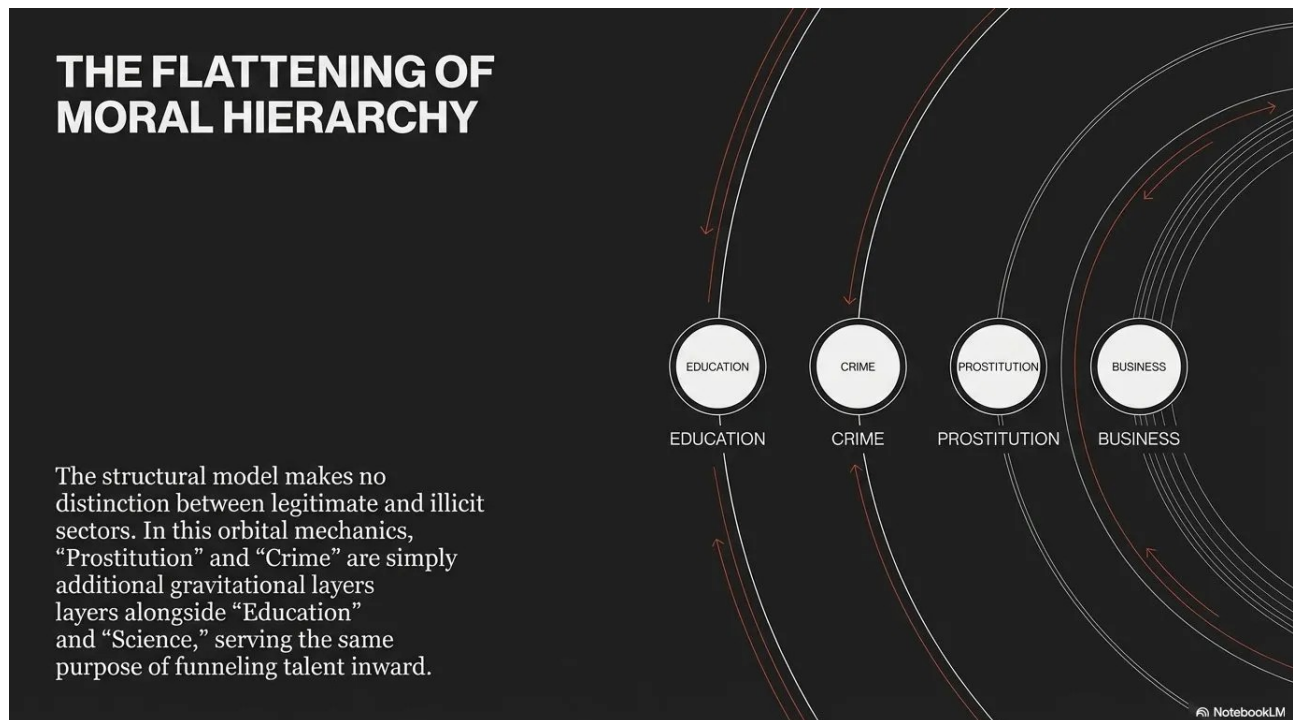 THE FLATTENING OF
MORAL HIERARCHY
EDUCATION
CRIME
PROSTITUTION
BUSINESS
EDUCATION
CRIME
PROSTITUTION
BUSINESS
The structural model makes no
distinction between legitimate and illicit
sectors. In this orbital mechanics,
“Prostitution” and “Crime” are simply
additional gravitational layers
layers alongside “Education”
and “Science,” serving the same
purpose of funneling talent inward.
NotebookLM